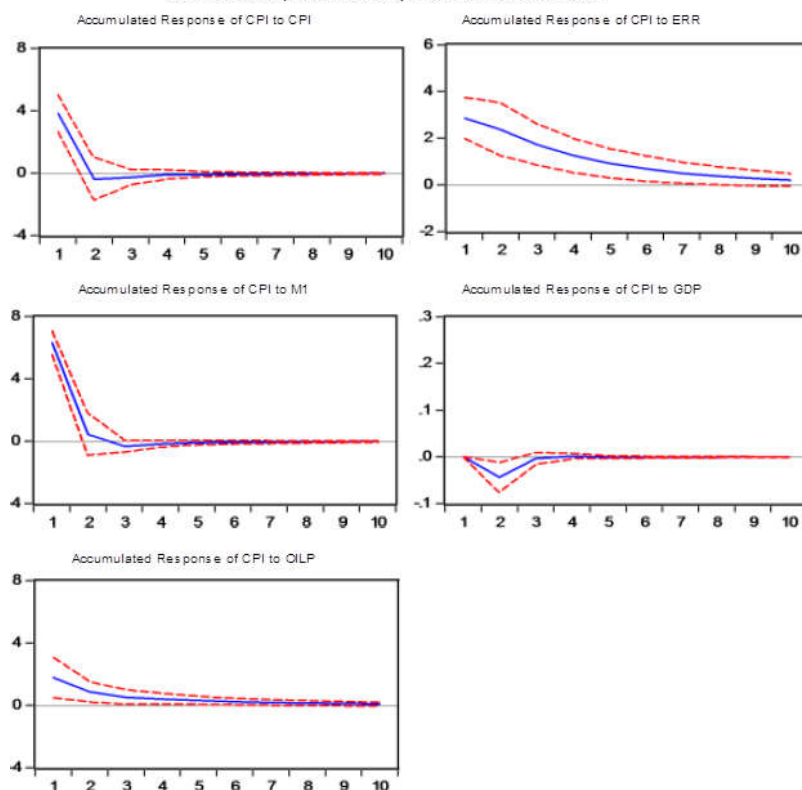 Accumulated Response of CPI to CPI
8
4
0
-4
1 2 3 4 5 6 7 8 9 10
Accumulated Response of CPI to ERR
6
4
2
0
-2
1 2 3 4 5 6 7 8 9 10
Accumulated Response of CPI to M1
8
4
0
-4
1 2 3 4 5 6 7 8 9 10
Accumulated Response of CPI to GDP
.3
.2
.1
.0
-.1
1 2 3 4 5 6 7 8 9 10
Accumulated Response of CPI to OILP
8
4
0
-4
1 2 3 4 5 6 7 8 9 10